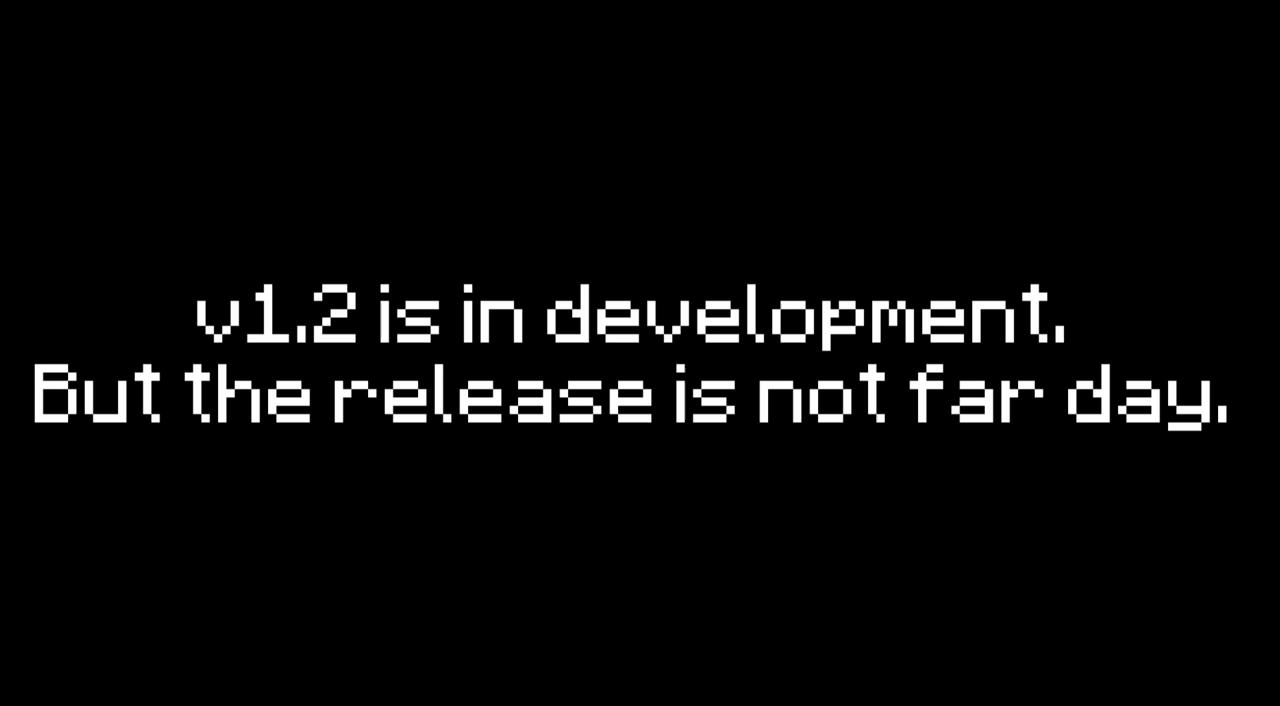 v1.2 is in development.
But the release is not far day.